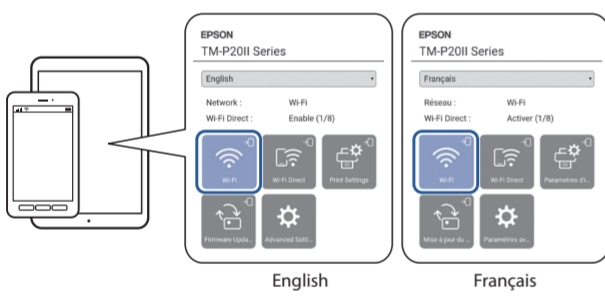 EPSON
TM-P20II Series
English
Network : Wi-Fi
Wi-Fi Direct : Enable (1/8)
Wi-Fi
Wi-Fi Direct
Print Settings
Firmware Upda...
Advanced Setti...
English
EPSON
TM-P20II Series
Français
Réseau : Wi-Fi
Wi-Fi Direct : Activer (1/8)
Wi-Fi
Wi-Fi Direct
Paramètres d'i...
Mise à jour du ...
Paramètres av...
Français